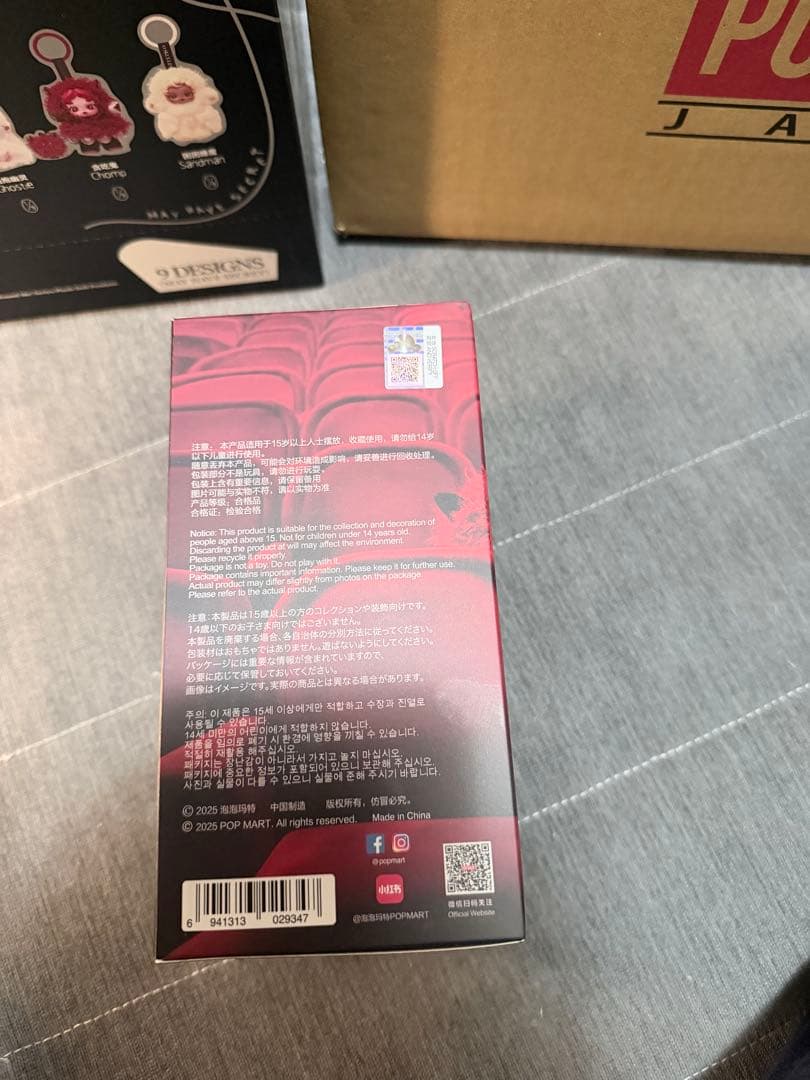 PO
JA
贪吃鬼
Chomp
Sandman
MAY HAVE SECRET
9 DESIGNS
注意：本产品适用于15岁以上人士摆放，收藏使用，请勿给14岁
以下儿童进行使用。
随意丢弃本产品，可能会对环境造成影响，请妥善进行回收处理。
包装部分不是玩具，请勿进行玩耍。
包装上含有重要信息，请保留备用
图片可能与实物不符，请以实物为准
产品等级：合格品
合格证：检验合格
Notice: This product is suitable for the collection and decoration of
people aged above 15. Not for children under 14 years old.
Discarding the product at will may affect the environment.
Please recycle it properly.
Package is not a toy. Do not play with it.
Package contains important information. Please keep it for further use.
Actual product may differ slightly from photos on the package
Please refer to the actual product.
注意:本製品は15歳以上の方のコレクションや装飾向けです。
14歳以下のお子さま向けではございません。
本製品を廃棄する場合、各自治体の分別方法に従ってください。
包装材はおもちゃではありません。遊ばないようにしてください。
パッケージには重要な情報が含まれていますので、
必要に応じて保管しておいてください。
画像はイメージです。実際の商品とは異なる場合があります。
주의: 이 제품은 15세 이상에게만 적합하고 수장과 진열로
사용될 수 있습니다.
14세 미만의 어린이에게 적합하지 않습니다.
제품을 임의로 폐기 시 환경에 영향을 끼칠 수 있습니다.
적절히 재활용 해주십시오.
패키지는 장난감이 아니라서 가지고 놀지 마십시오.
패키지에 중요한 정보가 포함되어 있으니 보관해 주십시오.
사진과 실물이 다를 수 있으니 실물에 준해 주시기 바랍니다.
© 2025 泡泡玛特 中国制造 版权所有，仿冒必究。
© 2025 POP MART. All rights reserved. Made in China
@popmart
小红书
@泡泡玛特POPMART
微信扫码关注
Official Website
6 941313 029347